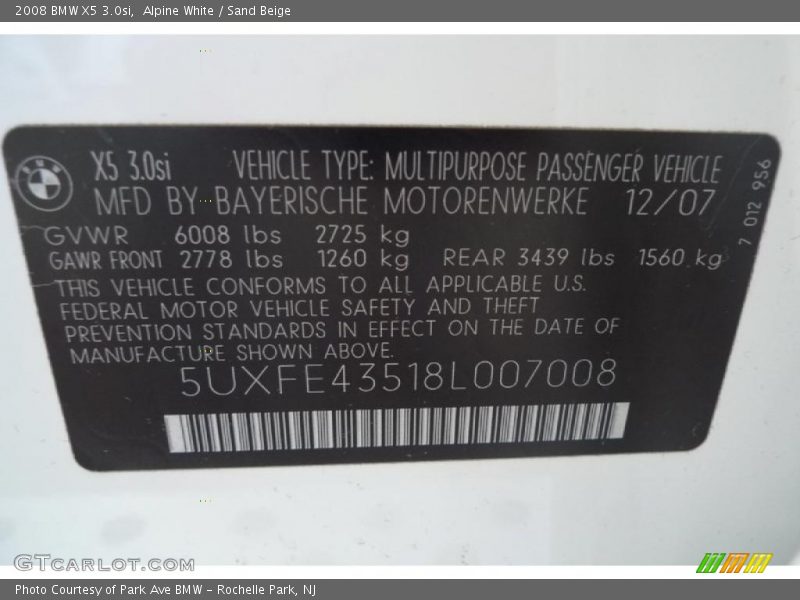 2008 BMW X5 3.0si, Alpine White / Sand Beige
BMW
X5 3.0si VEHICLE TYPE: MULTIPURPOSE PASSENGER VEHICLE
MFD BY BAYERISCHE MOTORENWERKE 12/07
7 012 956
GVWR 6008 lbs 2725 kg
GAWR FRONT 2778 lbs 1260 kg REAR 3439 lbs 1560 kg
THIS VEHICLE CONFORMS TO ALL APPLICABLE U.S.
FEDERAL MOTOR VEHICLE SAFETY AND THEFT
PREVENTION STANDARDS IN EFFECT ON THE DATE OF
MANUFACTURE SHOWN ABOVE.
5UXFE43518L007008
GTCARLOT.COM
Photo Courtesy of Park Ave BMW - Rochelle Park, NJ